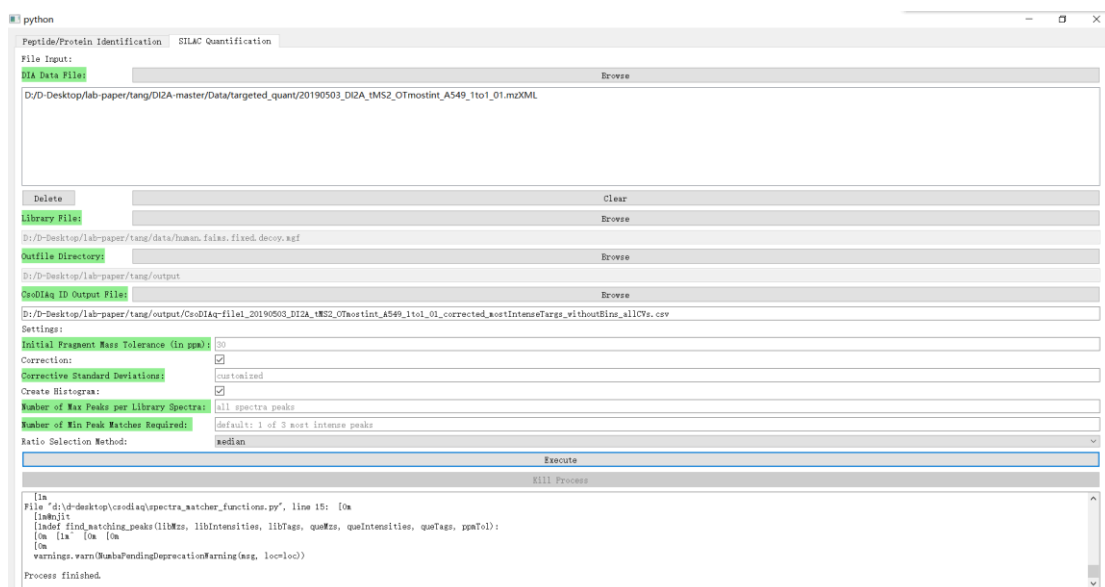 python
Peptide/Protein Identification SILAC Quantification
File Input:
DIA Data File: Browse
D:/D-Desktop/lab-paper/tang/DI2A-master/Data/targeted_quant/20190503_DI2A_tMS2_OTmostint_A549_1to1_01.mzXML
Delete Clear
Library File: Browse
D:/D-Desktop/lab-paper/tang/data/human.faims.fixed.decoy.mgf
Outfile Directory: Browse
D:/D-Desktop/lab-paper/tang/output
CsoDIAq ID Output File: Browse
D:/D-Desktop/lab-paper/tang/output/CsoDIAq-file1_20190503_DI2A_tMS2_OTmostint_A549_1to1_01_corrected_mostIntenseTargs_withoutBins_allCVs.csv
Settings:
Initial Fragment Mass Tolerance (in ppm): 30
Correction:
Corrective Standard Deviations: customized
Create Histogram:
Number of Max Peaks per Library Spectra: all spectra peaks
Number of Min Peak Matches Required: default: 1 of 3 most intense peaks
Ratio Selection Method: median
Execute
Kill Process
[1m
File "d:\d-desktop\csodiaq\spectra_matcher_functions.py", line 15: [0m
[1m@njit
[1mdef find_matching_peaks(libMzs, libIntensities, libTags, queMzs, queIntensities, queTags, ppmTol):
[0m [1m^ [0m [0m
[0m
warnings.warn(NumbaPendingDeprecationWarning(msg, loc=loc))
Process finished.